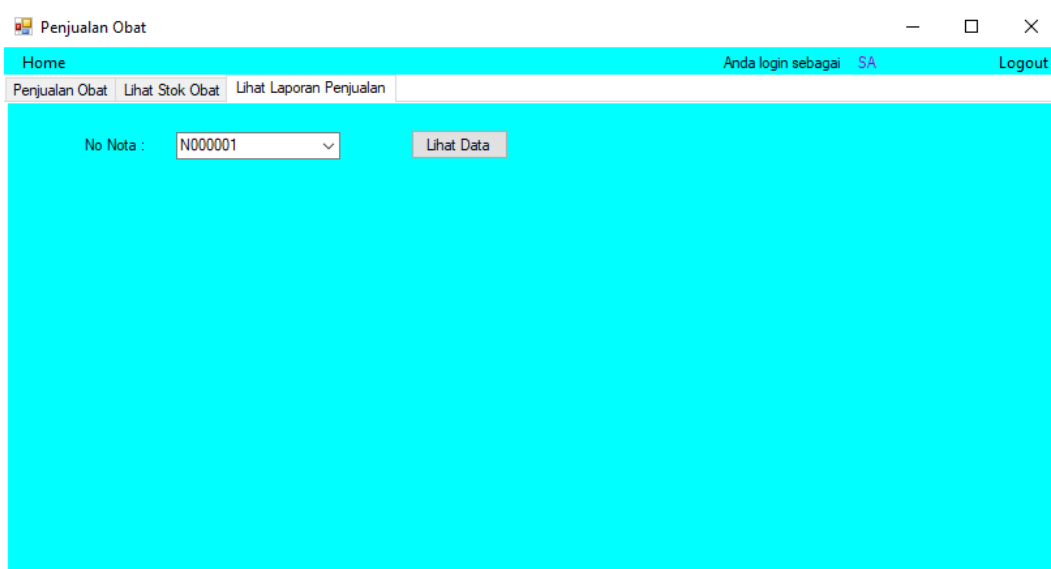 Penjualan Obat
Home Anda login sebagai SA Logout
Penjualan Obat Lihat Stok Obat Lihat Laporan Penjualan
No Nota : N000001 Lihat Data